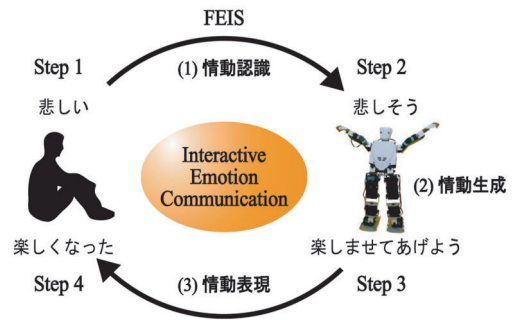 FEIS
Step 1
(1) 情動認識
Step 2
悲しい
悲しそう
Interactive
Emotion
Communication
(2) 情動生成
楽しくなった
楽しませてあげよう
Step 4
(3) 情動表現
Step 3